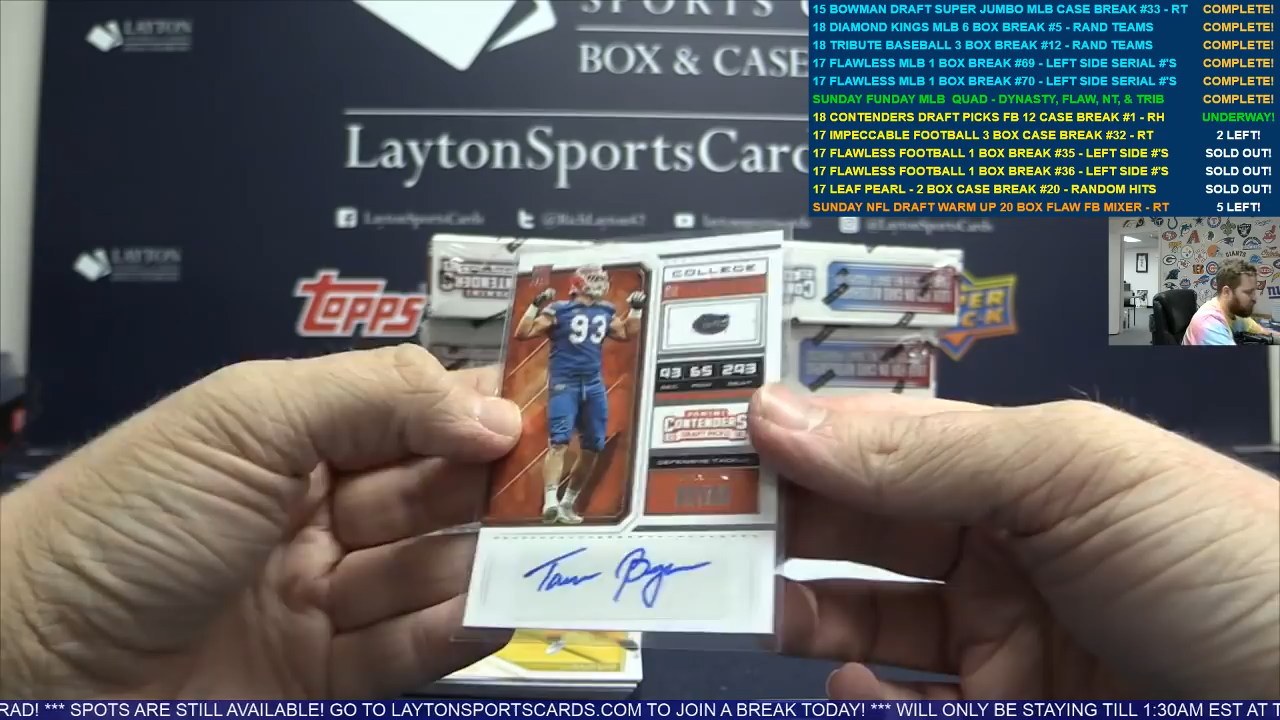 15 BOWMAN DRAFT SUPER JUMBO MLB CASE BREAK #33 - RT COMPLETE!
18 DIAMOND KINGS MLB 6 BOX BREAK #5 - RAND TEAMS COMPLETE!
18 TRIBUTE BASEBALL 3 BOX BREAK #12 - RAND TEAMS COMPLETE!
17 FLAWLESS MLB 1 BOX BREAK #69 - LEFT SIDE SERIAL #'S COMPLETE!
17 FLAWLESS MLB 1 BOX BREAK #70 - LEFT SIDE SERIAL #'S COMPLETE!
SUNDAY FUNDAY MLB QUAD - DYNASTY, FLAW, NT, & TRIB COMPLETE!
18 CONTENDERS DRAFT PICKS FB 12 CASE BREAK #1 - RH UNDERWAY!
17 IMPECCABLE FOOTBALL 3 BOX CASE BREAK #32 - RT 2 LEFT!
17 FLAWLESS FOOTBALL 1 BOX BREAK #35 - LEFT SIDE #'S SOLD OUT!
17 FLAWLESS FOOTBALL 1 BOX BREAK #36 - LEFT SIDE #'S SOLD OUT!
17 LEAF PEARL - 2 BOX CASE BREAK #20 - RANDOM HITS SOLD OUT!
SUNDAY NFL DRAFT WARM UP 20 BOX FLAW FB MIXER - RT 5 LEFT!
LAYTON
SPORTS
BOX & CASE
LaytonSportsCard
LaytonSportsCards
@RichLayton47
LaytonSportsCards
@LaytonSportsCards
LAYTON
TOPPS
COLLEGE
93
93 65 293
PANINI
CONTENDERS
DRAFT PICKS
RAD! *** SPOTS ARE STILL AVAILABLE! GO TO LAYTONSPORTSCARDS.COM TO JOIN A BREAK TODAY! *** WILL ONLY BE STAYING TILL 1:30AM EST AT T